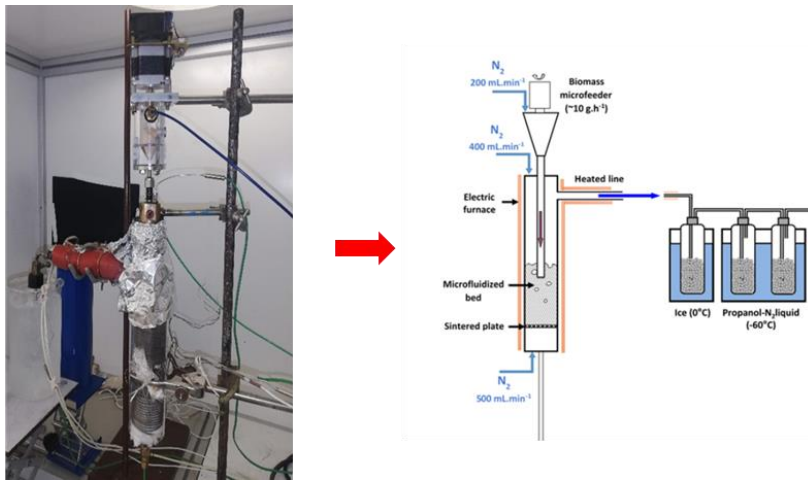 N₂
200 mL.min⁻¹
Biomass
microfeeder
(~10 g.h⁻¹)
N₂
400 mL.min⁻¹
Heated line
Electric
furnace
Microfluidized
bed
Sintered plate
Ice (0°C)
Propanol-N₂liquid
(-60°C)
N₂
500 mL.min⁻¹